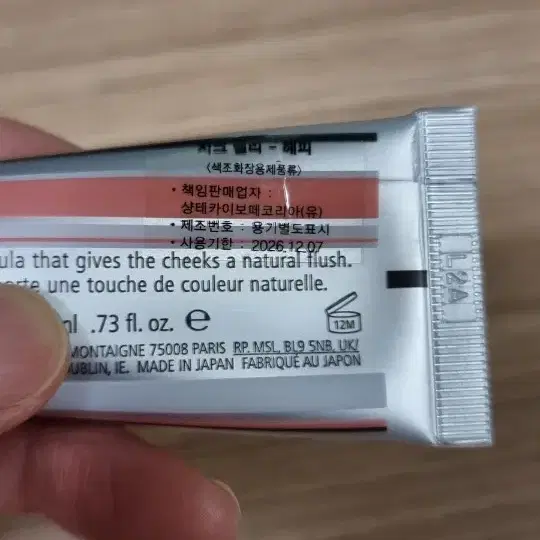 치크 젤리 - 해피
<색조화장용제품류>
• 책임판매업자 :
샹테카이보떼코리아(유)
• 제조번호 : 용기별도표시
• 사용기한 : 2026.12.07
ula that gives the cheeks a natural flush.
orte une touche de couleur naturelle.
ml .73 fl. oz. e
12M
MONTAIGNE 75008 PARIS RP. MSL, BL9 5NB, UK/
DUBLIN, IE. MADE IN JAPAN FABRIQUÉ AU JAPON
L2A